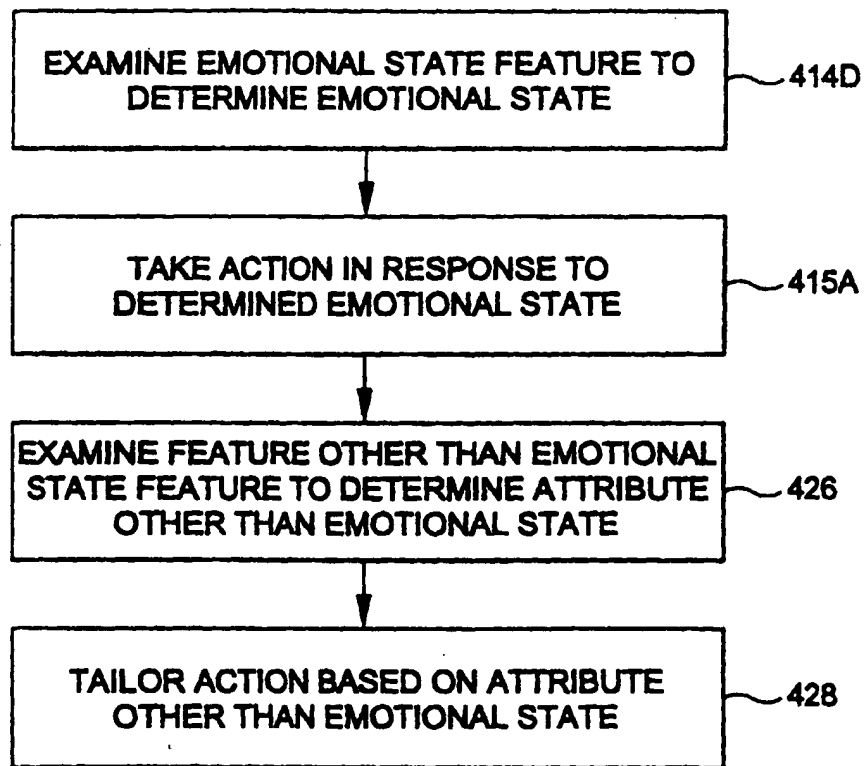 EXAMINE EMOTIONAL STATE FEATURE TO
DETERMINE EMOTIONAL STATE
414D
TAKE ACTION IN RESPONSE TO
DETERMINED EMOTIONAL STATE
415A
EXAMINE FEATURE OTHER THAN EMOTIONAL
STATE FEATURE TO DETERMINE ATTRIBUTE
OTHER THAN EMOTIONAL STATE
426
TAILOR ACTION BASED ON ATTRIBUTE
OTHER THAN EMOTIONAL STATE
428